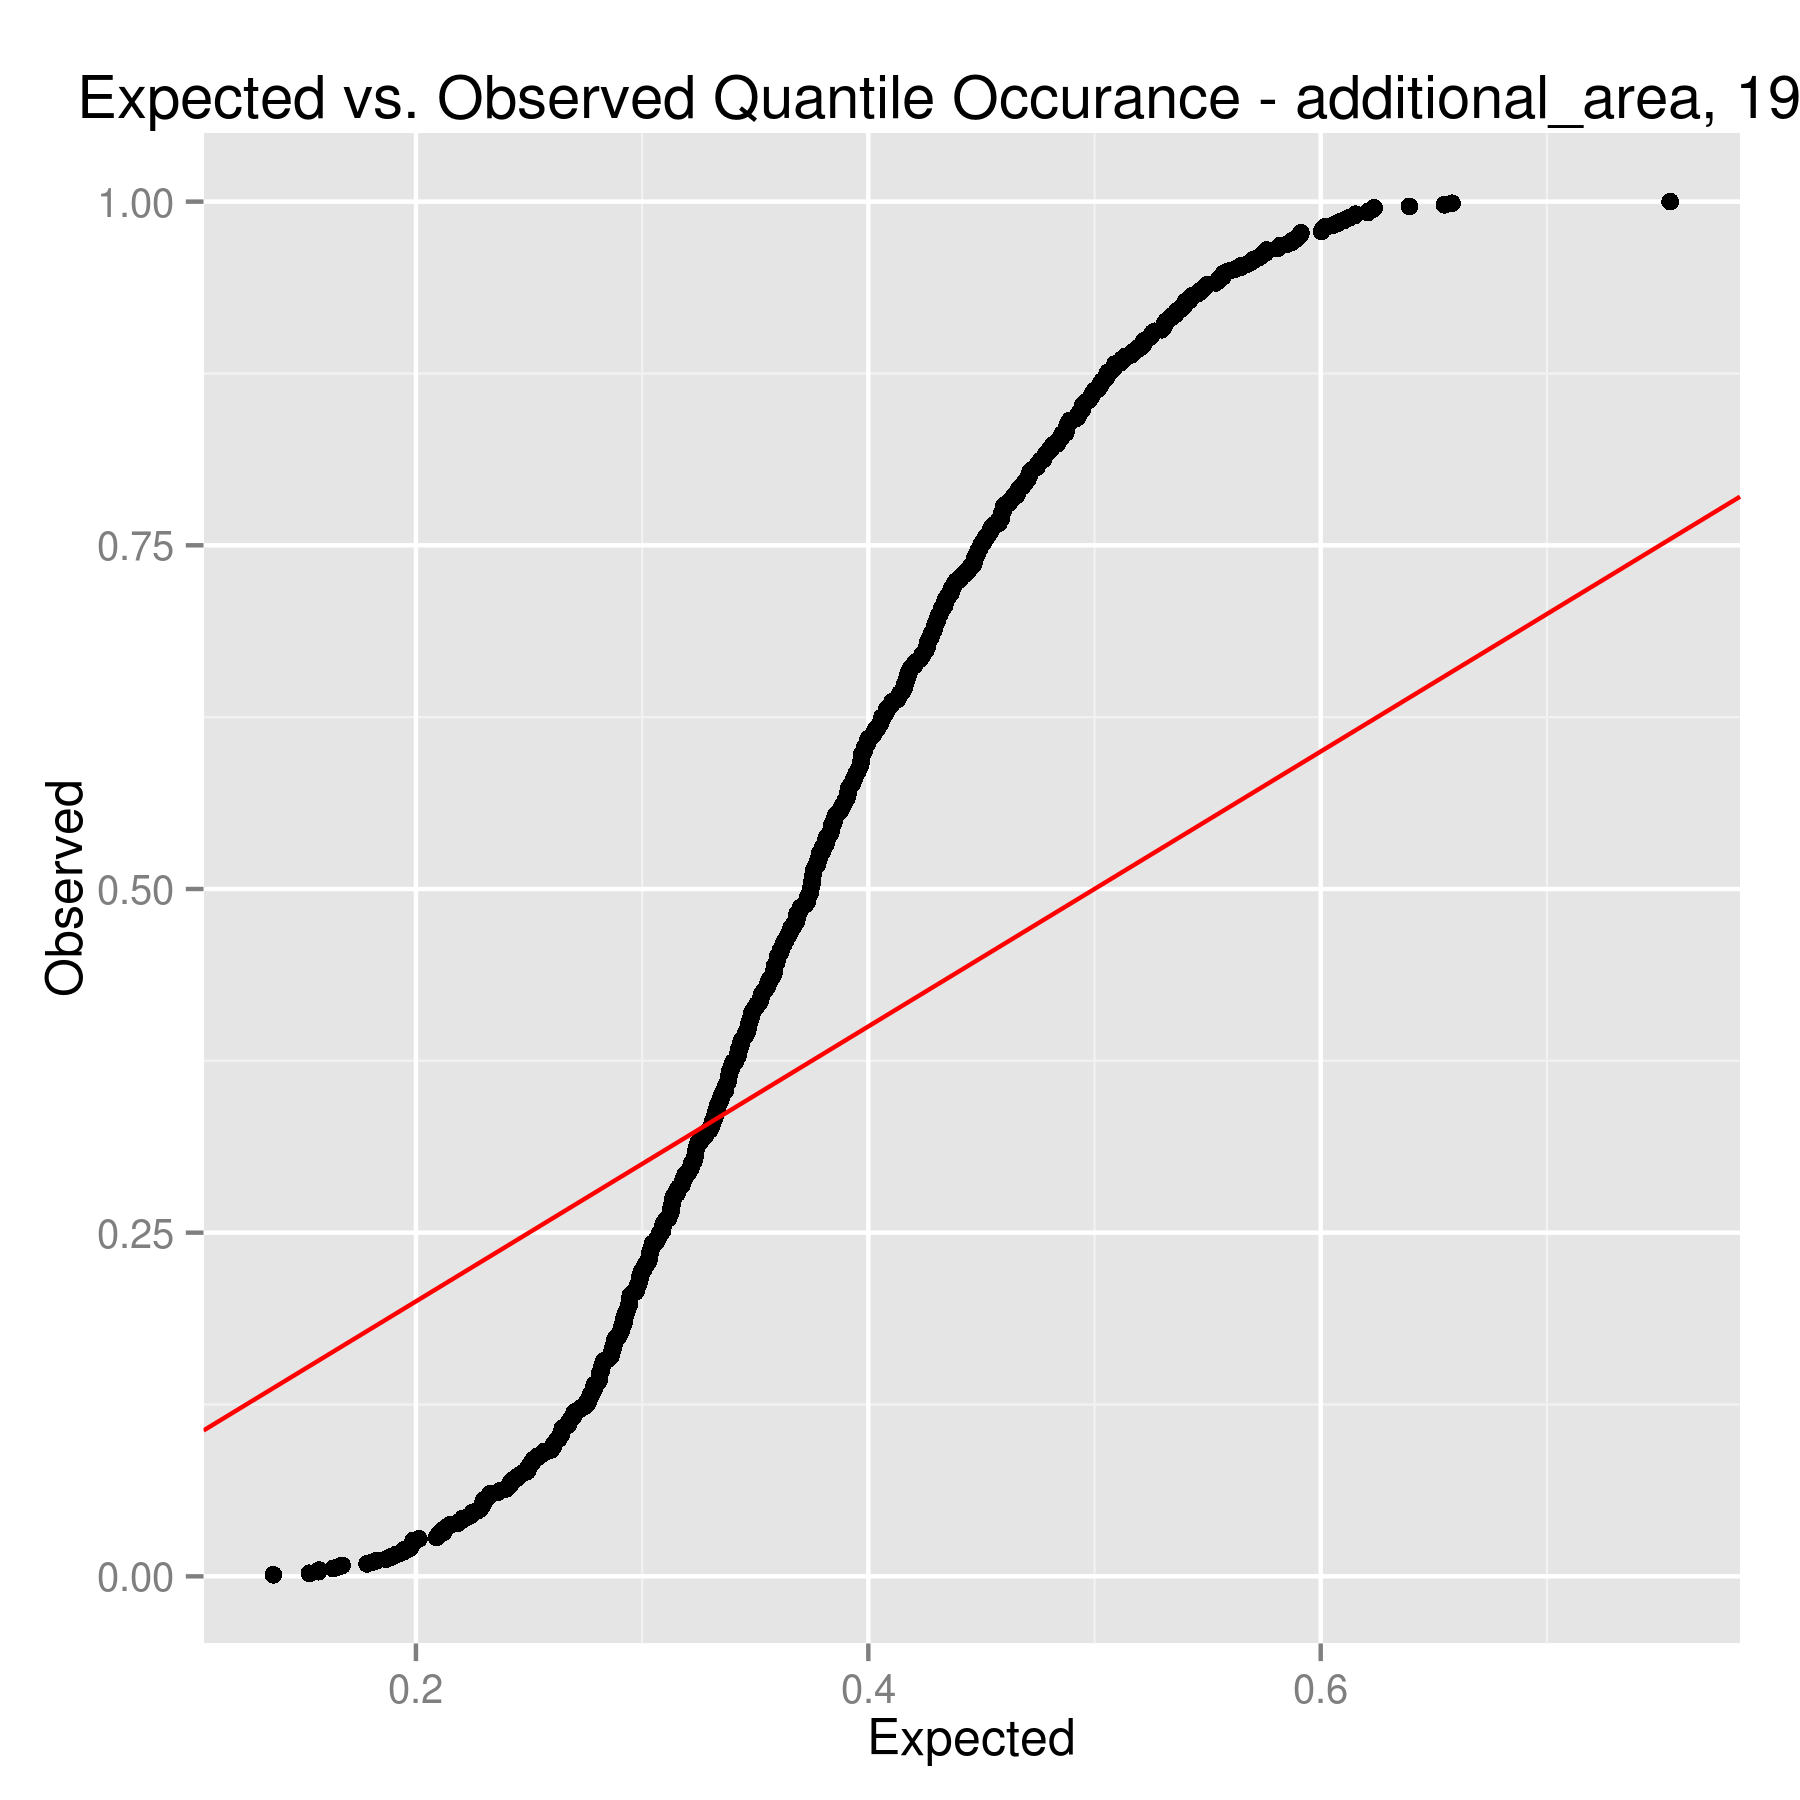 Expected vs. Observed Quantile Occurance - additional_area, 19
1.00
0.75
0.50
0.25
0.00
Observed
0.2 0.4 0.6
Expected